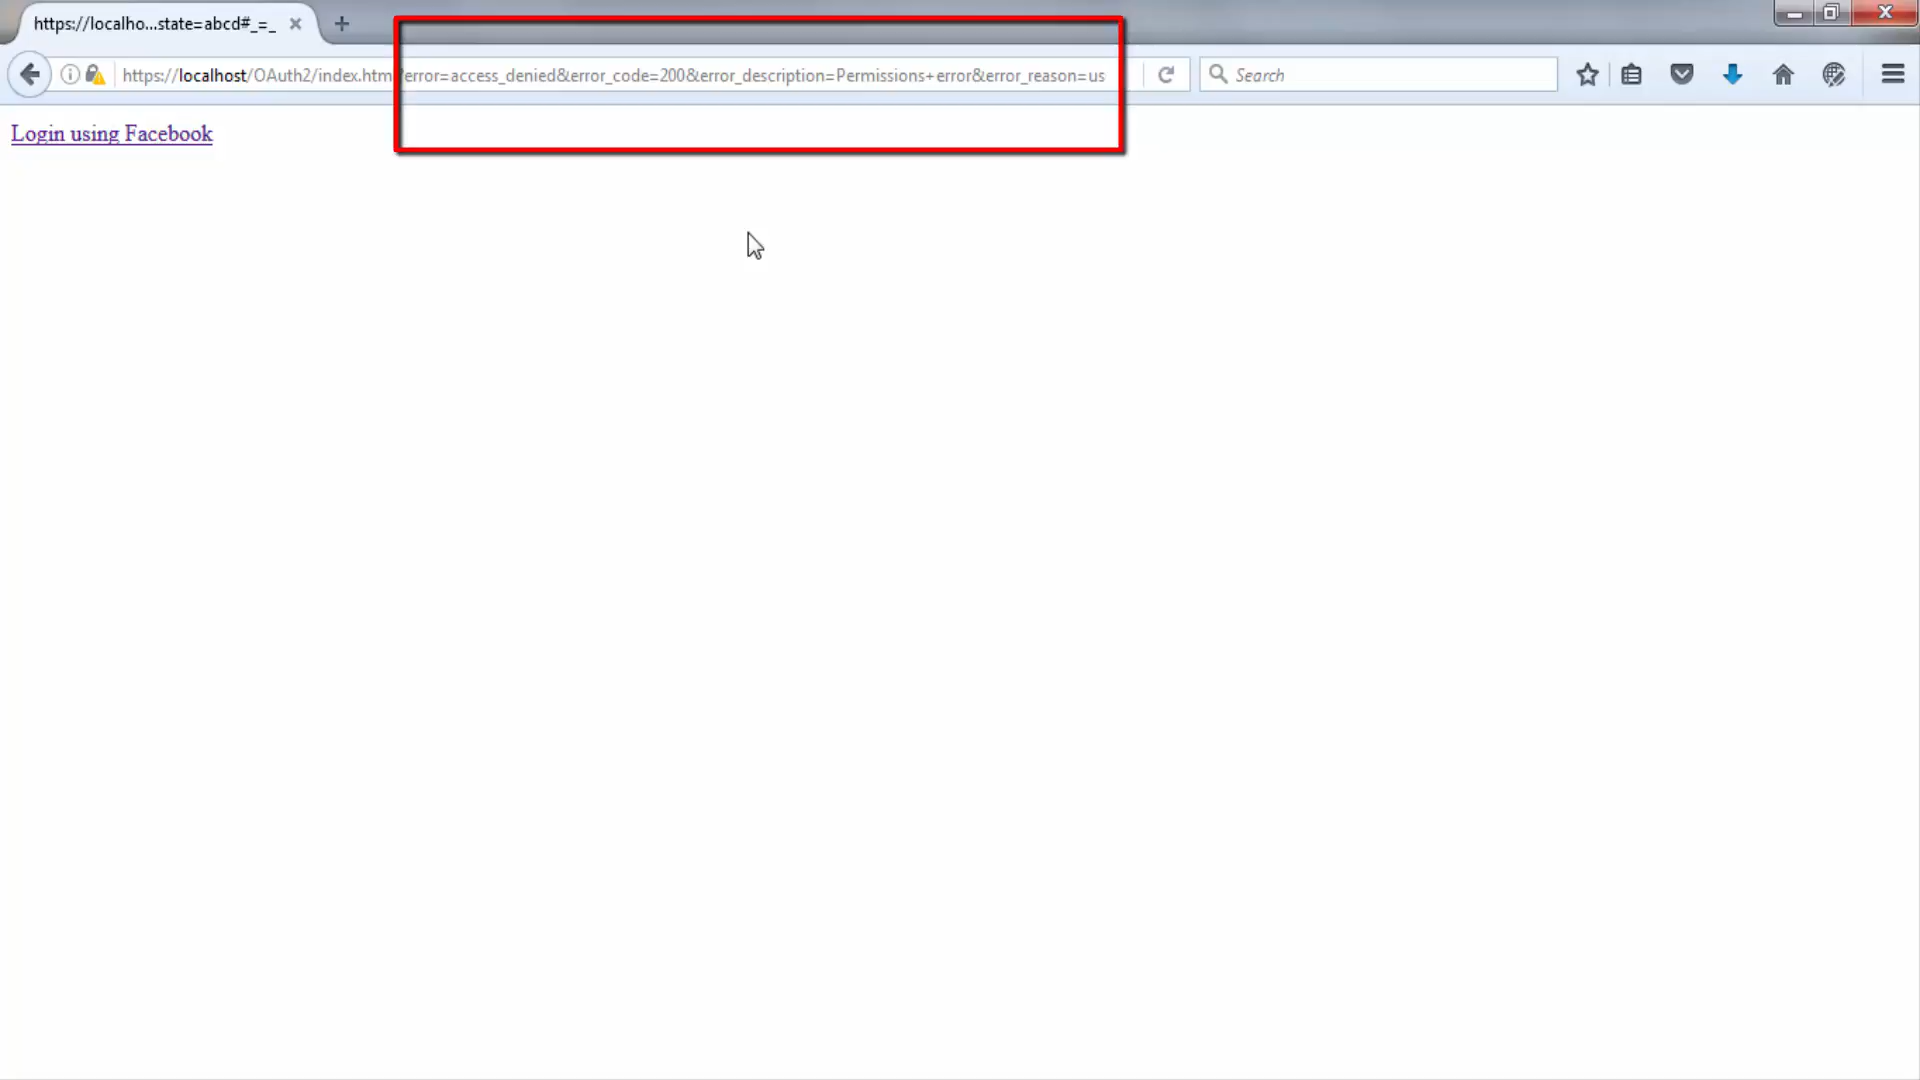 https://localho...state=abcd#_=_
https://localhost/OAuth2/index.htm?error=access_denied&error_code=200&error_description=Permissions+error&error_reason=us
Search
Login using Facebook